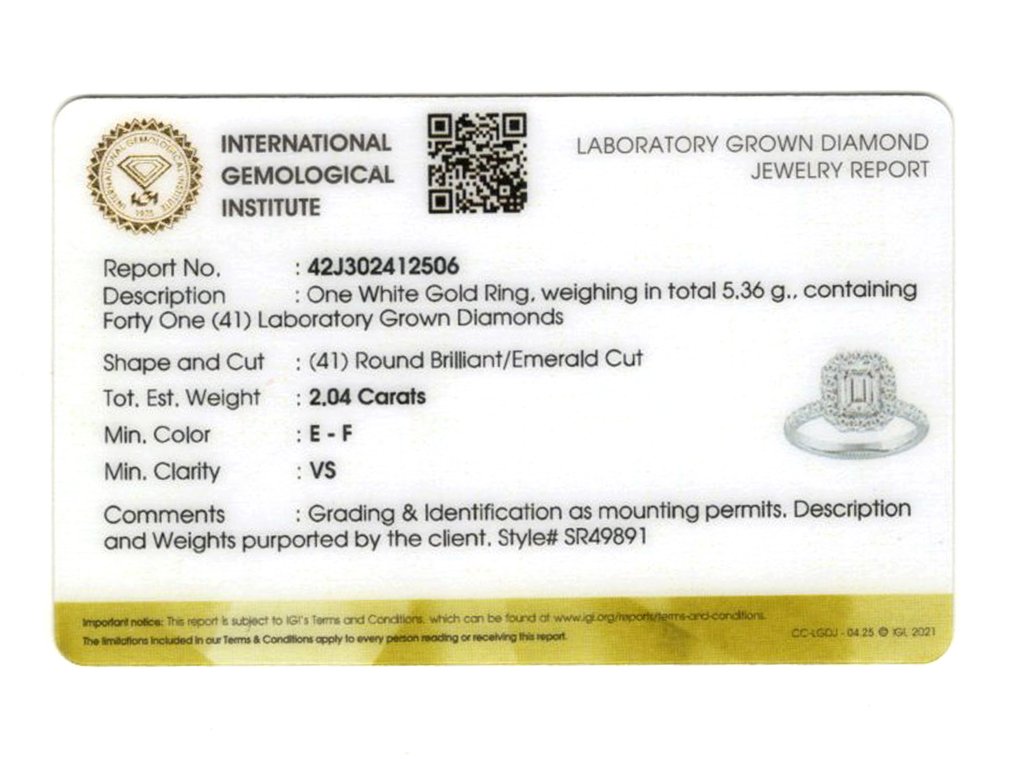 INTERNATIONAL
GEMOLOGICAL
INSTITUTE
INTERNATIONAL GEMOLOGICAL INSTITUTE
IGI
1975
LABORATORY GROWN DIAMOND
JEWELRY REPORT
Report No. : 42J302412506
Description : One White Gold Ring, weighing in total 5.36 g., containing
Forty One (41) Laboratory Grown Diamonds
Shape and Cut : (41) Round Brilliant/Emerald Cut
Tot. Est. Weight : 2.04 Carats
Min. Color : E - F
Min. Clarity : VS
Comments : Grading & Identification as mounting permits. Description
and Weights purported by the client. Style# SR49891
Important notice: This report is subject to IGI's Terms and Conditions, which can be found at www.igi.org/reports/terms-and-conditions.
The limitations included in our Terms & Conditions apply to every person reading or receiving this report.
CC-LGDJ - 04.25 © IGI, 2021